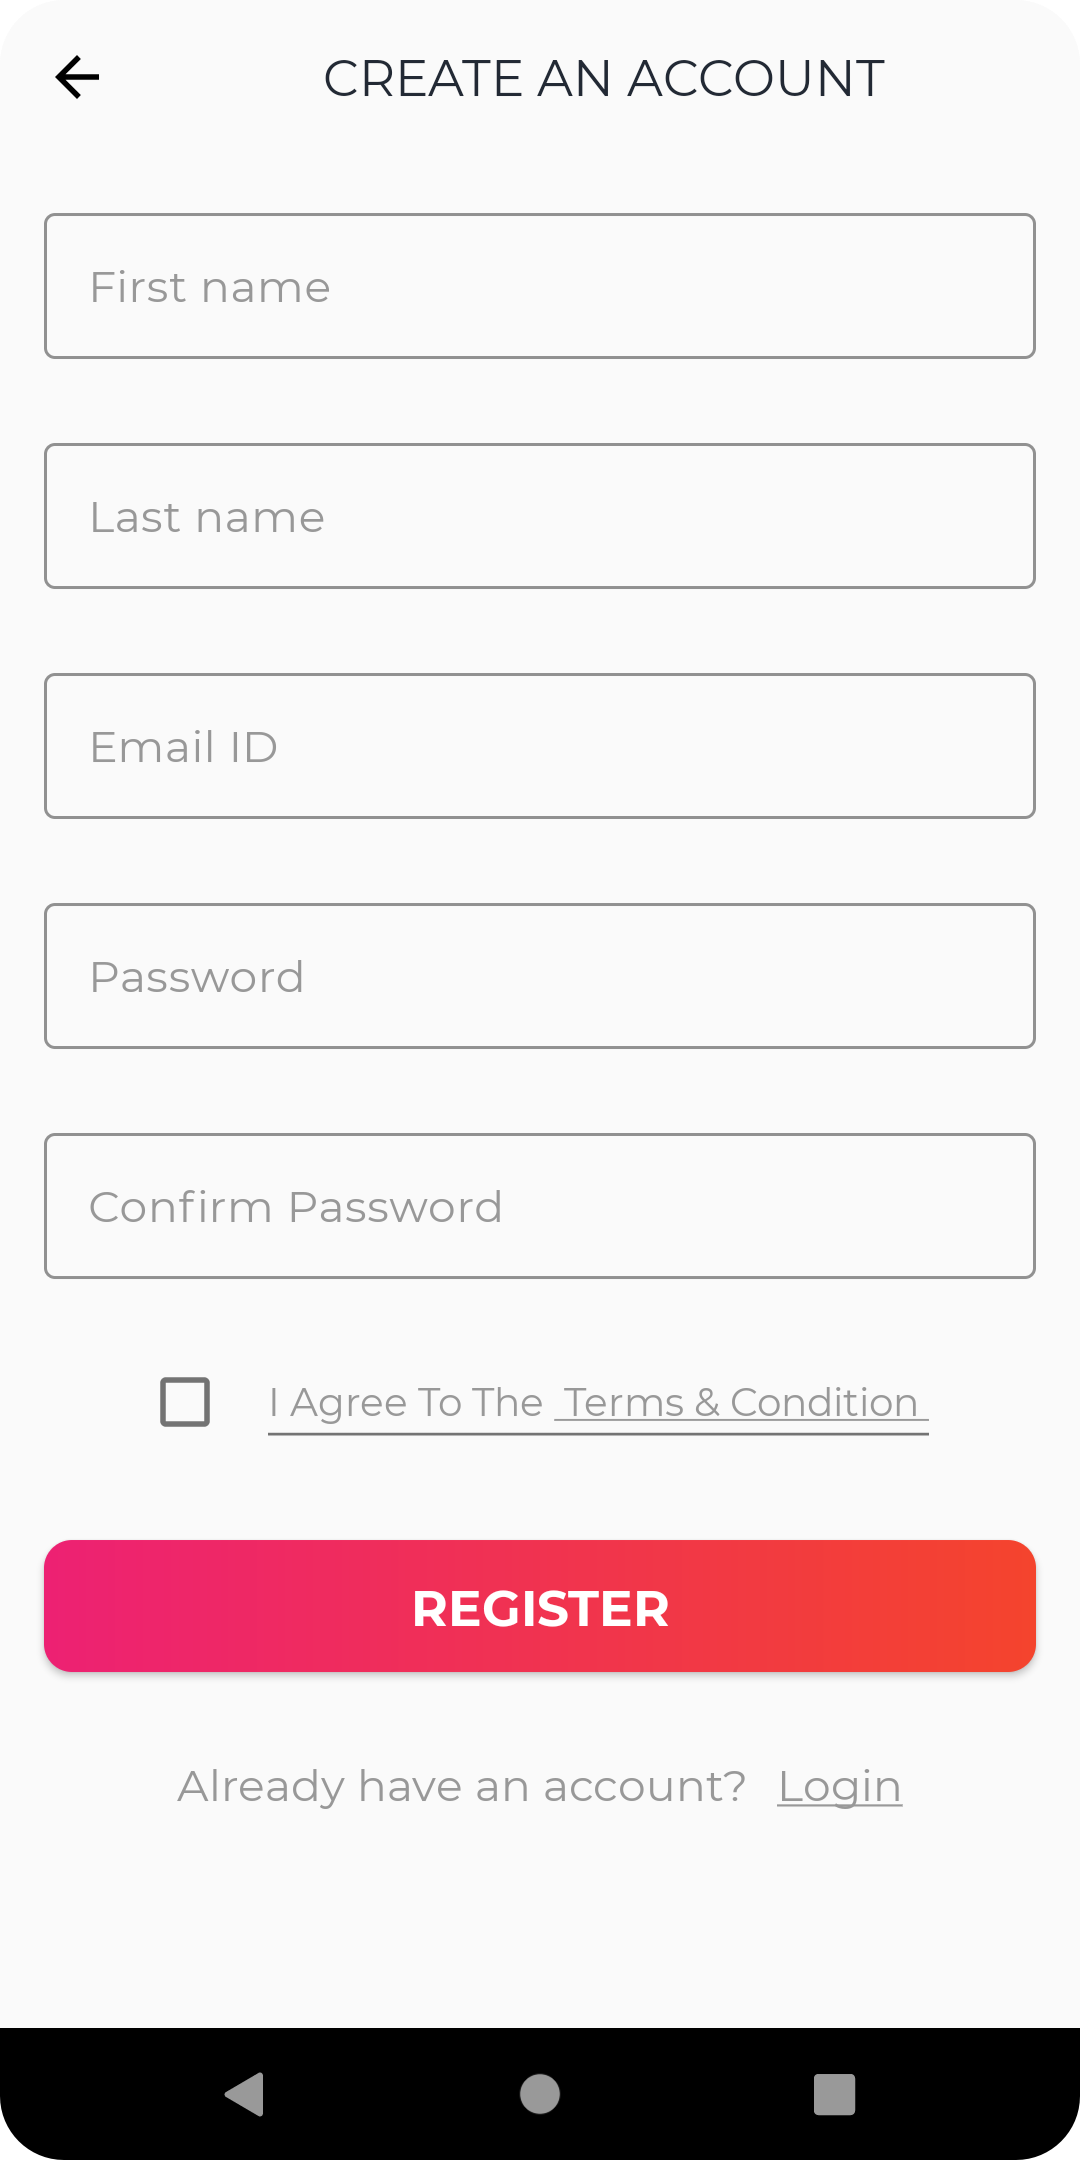 CREATE AN ACCOUNT
First name
Last name
Email ID
Password
Confirm Password
I Agree To The Terms & Condition
REGISTER
Already have an account? Login